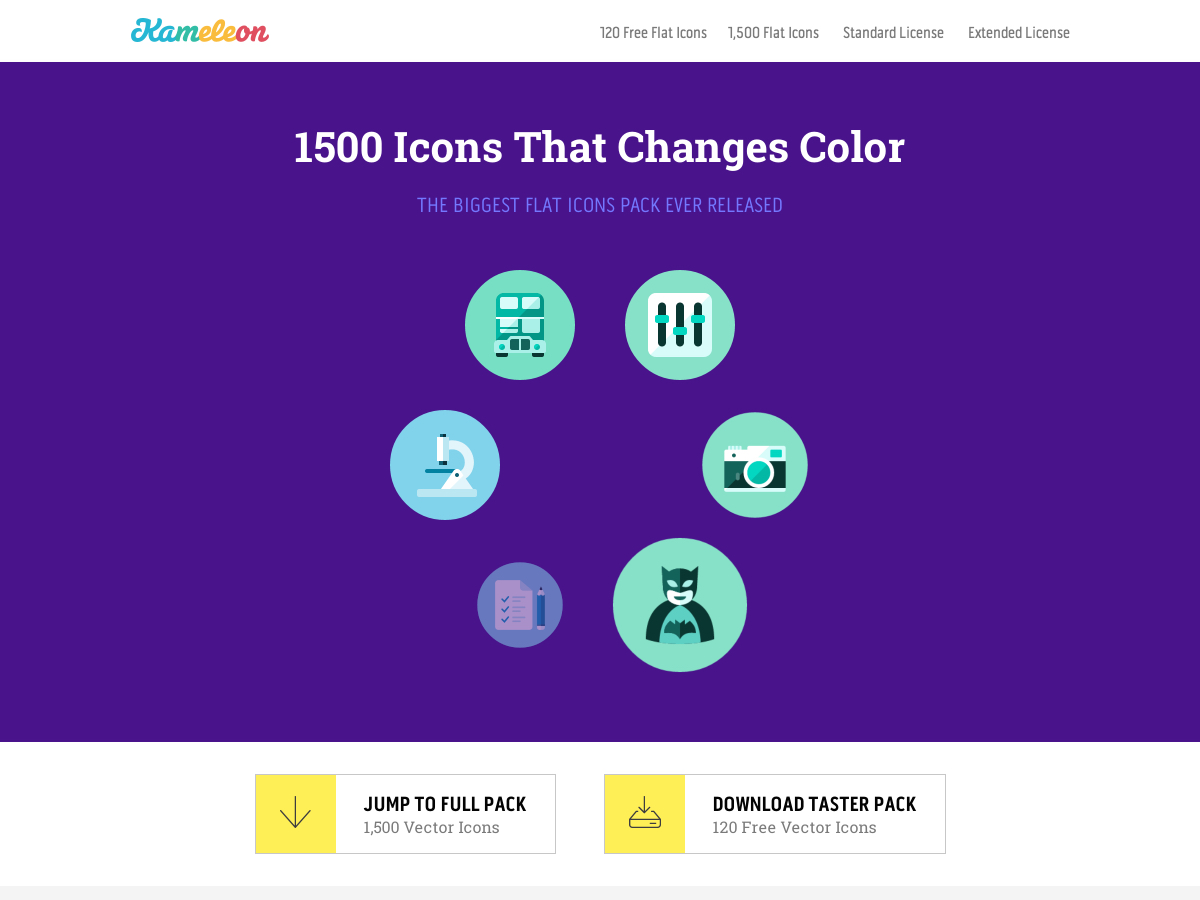 Kameleon
120 Free Flat Icons
1,500 Flat Icons
Standard License
Extended License
1500 Icons That Changes Color
THE BIGGEST FLAT ICONS PACK EVER RELEASED
JUMP TO FULL PACK
1,500 Vector Icons
DOWNLOAD TASTER PACK
120 Free Vector Icons